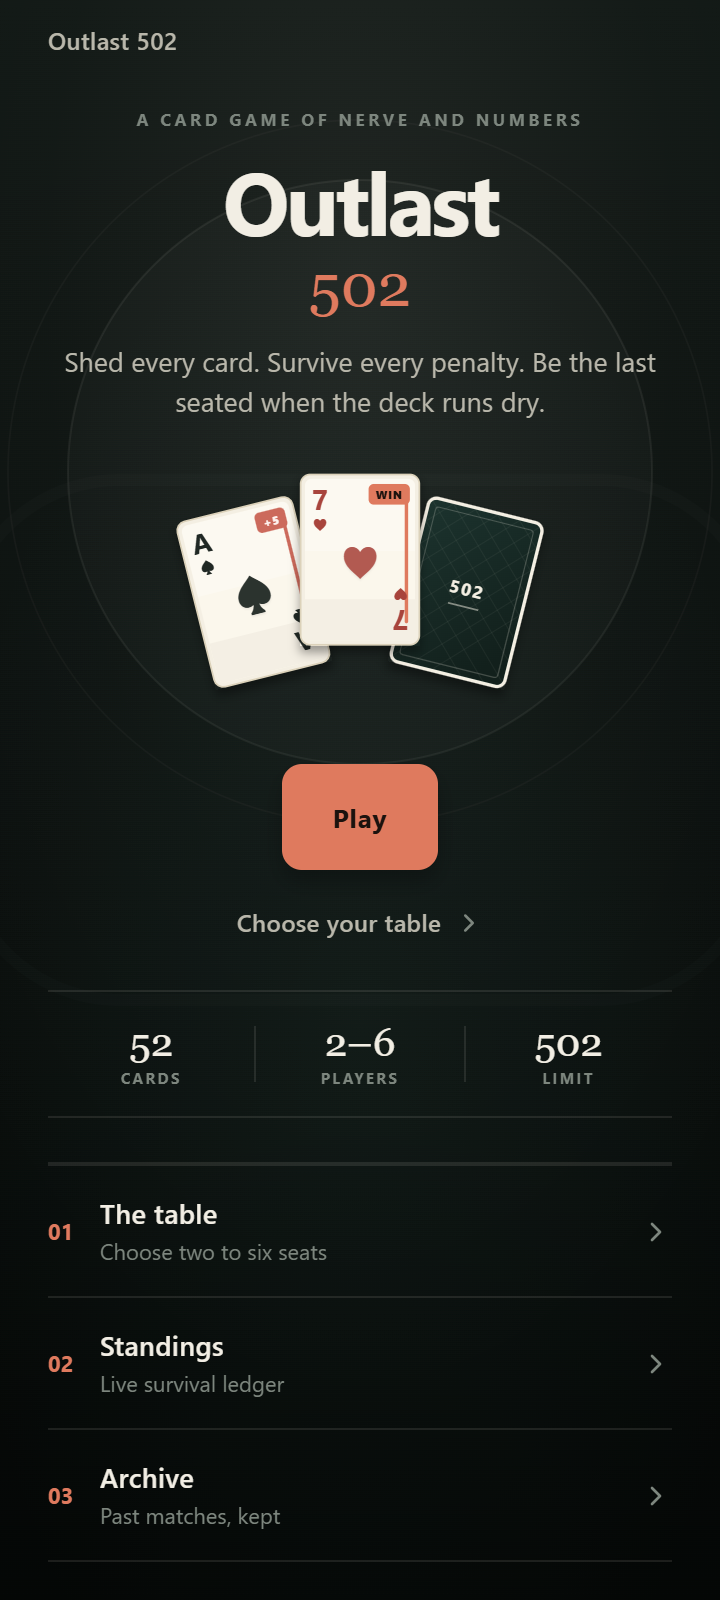 Outlast 502
A CARD GAME OF NERVE AND NUMBERS
Outlast
502
Shed every card. Survive every penalty. Be the last
seated when the deck runs dry.
A
+5
A
7
WIN
7
502
Play
Choose your table
52
CARDS
2–6
PLAYERS
502
LIMIT
01
The table
Choose two to six seats
02
Standings
Live survival ledger
03
Archive
Past matches, kept